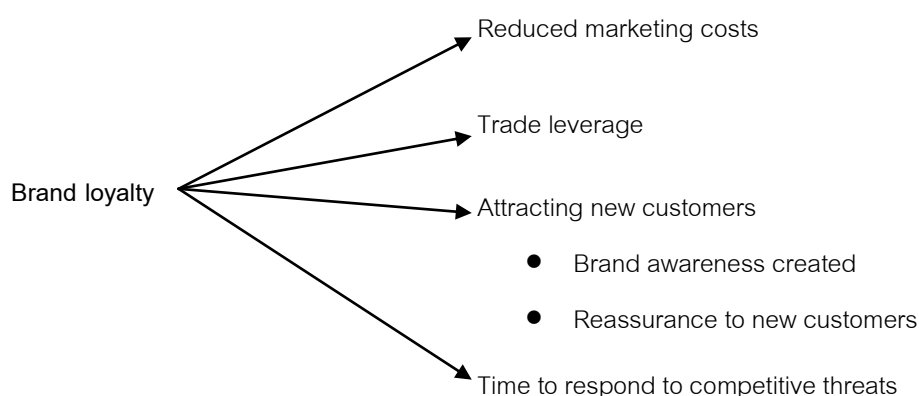 Reduced marketing costs
Trade leverage
Brand loyalty
Attracting new customers
● Brand awareness created
● Reassurance to new customers
Time to respond to competitive threats